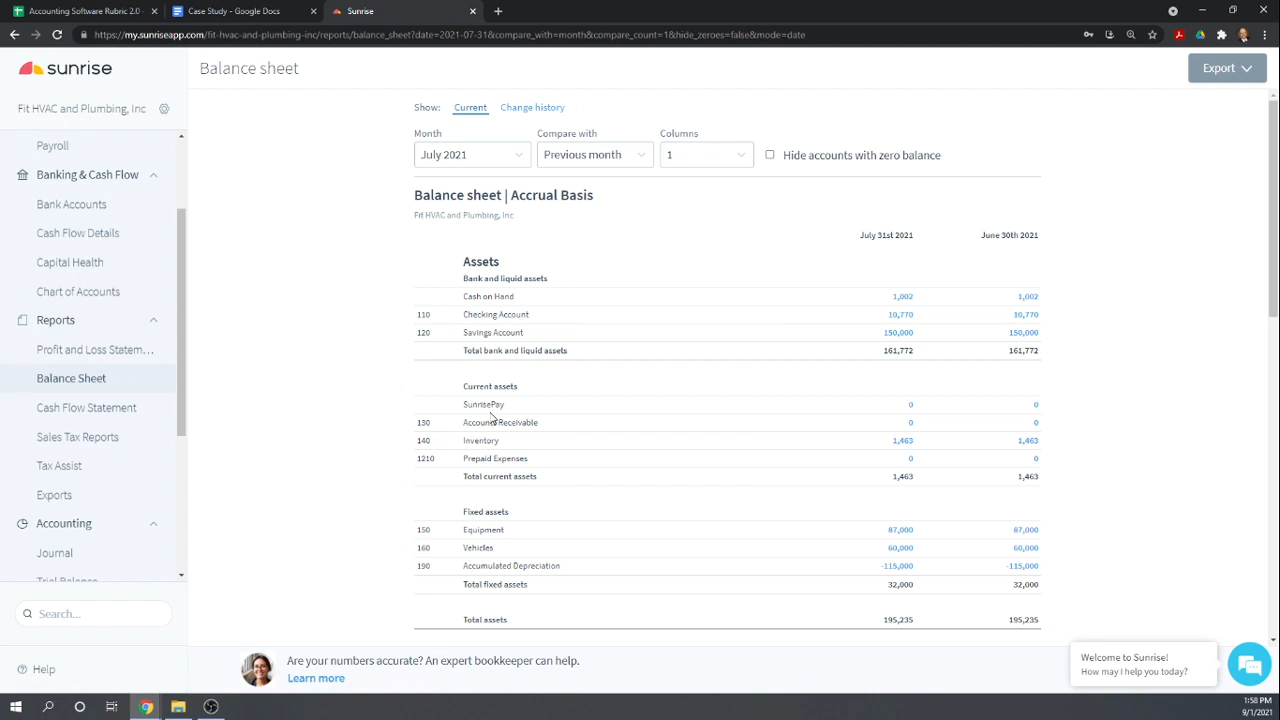 Accounting Software Rubric 2.0 -
Case Study - Google Docs
Sunrise
https://my.sunriseapp.com/fit-hvac-and-plumbing-inc/reports/balance_sheet?date=2021-07-31&compare_with=month&compare_count=1&hide_zeroes=false&mode=date
sunrise
Balance sheet
Export
Fit HVAC and Plumbing, Inc
Payroll
Banking & Cash Flow
Bank Accounts
Cash Flow Details
Capital Health
Chart of Accounts
Reports
Profit and Loss Statem...
Balance Sheet
Cash Flow Statement
Sales Tax Reports
Tax Assist
Exports
Accounting
Journal
Trial Balance
Search...
Help
Show: Current Change history
Month Compare with Columns
July 2021 Previous month 1 Hide accounts with zero balance
Balance sheet | Accrual Basis
Fit HVAC and Plumbing, Inc
July 31st 2021 June 30th 2021
Assets
Bank and liquid assets
Cash on Hand 1,002 1,002
110 Checking Account 10,770 10,770
120 Savings Account 150,000 150,000
Total bank and liquid assets 161,772 161,772
Current assets
SunrisePay 0 0
130 Accounts Receivable 0 0
140 Inventory 1,463 1,463
1210 Prepaid Expenses 0 0
Total current assets 1,463 1,463
Fixed assets
150 Equipment 87,000 87,000
160 Vehicles 60,000 60,000
190 Accumulated Depreciation -115,000 -115,000
Total fixed assets 32,000 32,000
Total assets 195,235 195,235
Are your numbers accurate? An expert bookkeeper can help.
Learn more
Welcome to Sunrise!
How may I help you today?
1:58 PM
9/1/2021